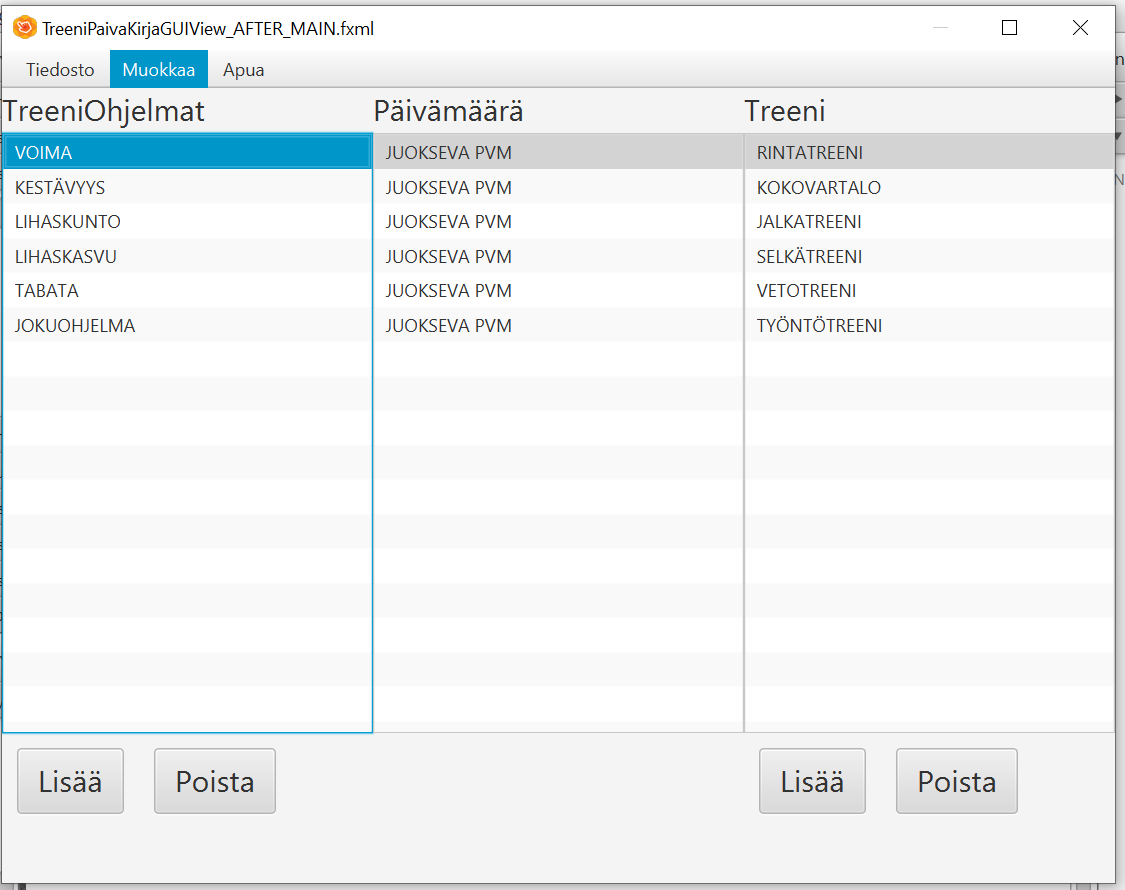 TreeniPaivaKirjaGUIView_AFTER_MAIN.fxml
Tiedosto Muokkaa Apua
TreeniOhjelmat Päivämäärä Treeni
VOIMA JUOKSEVA PVM RINTATREENI
KESTÄVYYS JUOKSEVA PVM KOKOVARTALO
LIHASKUNTO JUOKSEVA PVM JALKATREENI
LIHASKASVU JUOKSEVA PVM SELKÄTREENI
TABATA JUOKSEVA PVM VETOTREENI
JOKUOHJELMA JUOKSEVA PVM TYÖNTÖTREENI
Lisää Poista Lisää Poista